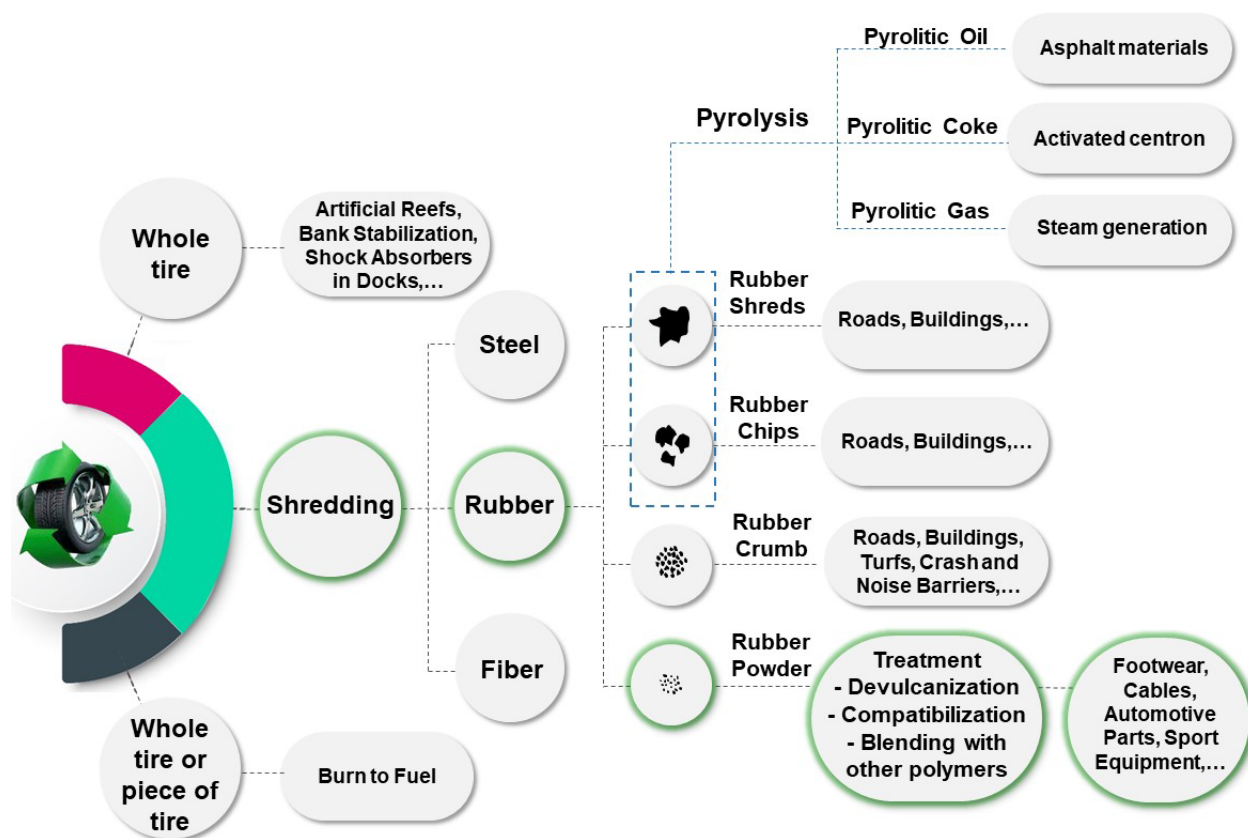 Pyrolitic Oil
Asphalt materials
Pyrolysis
Pyrolitic Coke
Activated centron
Pyrolitic Gas
Steam generation
Whole
tire
Artificial Reefs,
Bank Stabilization,
Shock Absorbers
in Docks,...
Steel
Rubber
Shreds
Roads, Buildings,...
Rubber
Chips
Roads, Buildings,...
Shredding
Rubber
Rubber
Crumb
Roads, Buildings,
Turfs, Crash and
Noise Barriers,...
Fiber
Rubber
Powder
Treatment
- Devulcanization
- Compatibilization
- Blending with
other polymers
Footwear,
Cables,
Automotive
Parts, Sport
Equipment,...
Whole
tire or
piece of
tire
Burn to Fuel